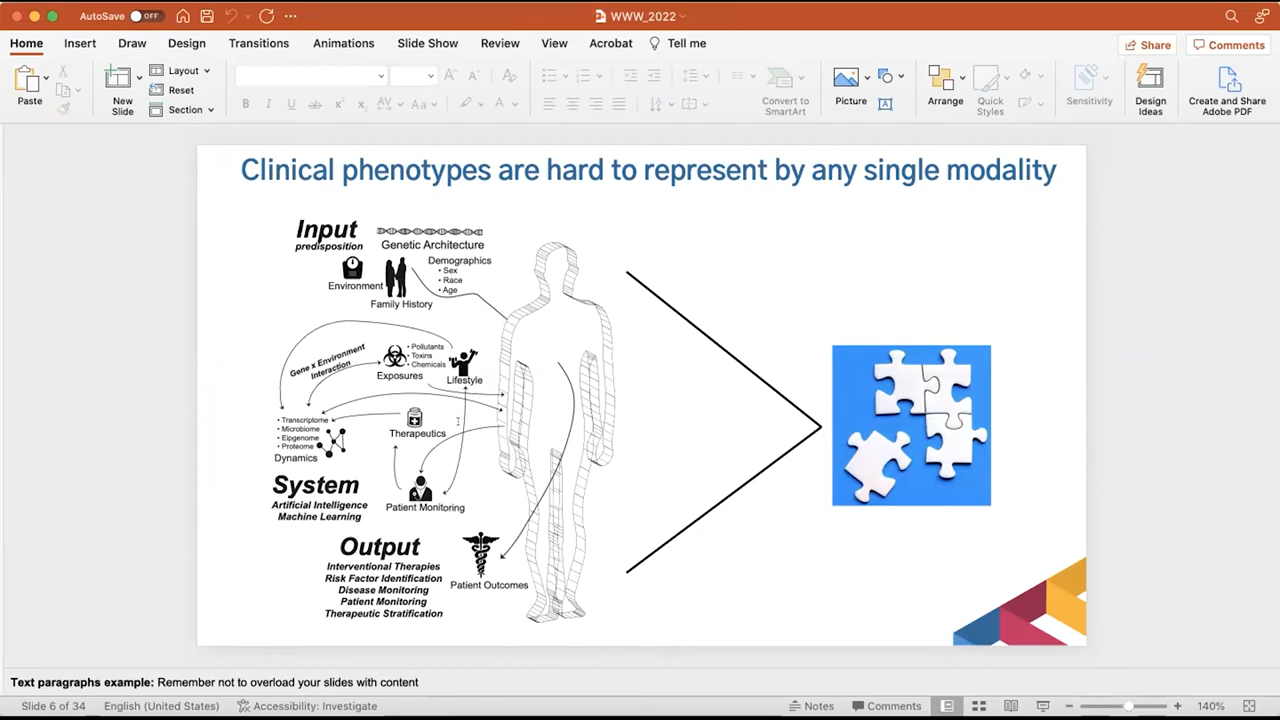 AutoSave OFF
WWW_2022
Home Insert Draw Design Transitions Animations Slide Show Review View Acrobat Tell me
Share Comments
Paste
New Slide
Layout
Reset
Section
Convert to SmartArt
Picture
Arrange
Quick Styles
Sensitivity
Design Ideas
Create and Share Adobe PDF
Clinical phenotypes are hard to represent by any single modality
Input
predisposition
Genetic Architecture
Demographics
• Sex
• Race
• Age
Environment
Family History
Gene x Environment
Interaction
• Pollutants
• Toxins
• Chemicals
Exposures
Lifestyle
• Transcriptome
• Microbiome
• Eipgenome
• Proteome
Dynamics
Therapeutics
System
Artificial Intelligence
Machine Learning
Patient Monitoring
Output
Interventional Therapies
Risk Factor Identification
Disease Monitoring
Patient Monitoring
Therapeutic Stratification
Patient Outcomes
Text paragraphs example: Remember not to overload your slides with content
Slide 6 of 34 English (United States) Accessibility: Investigate Notes Comments 140%